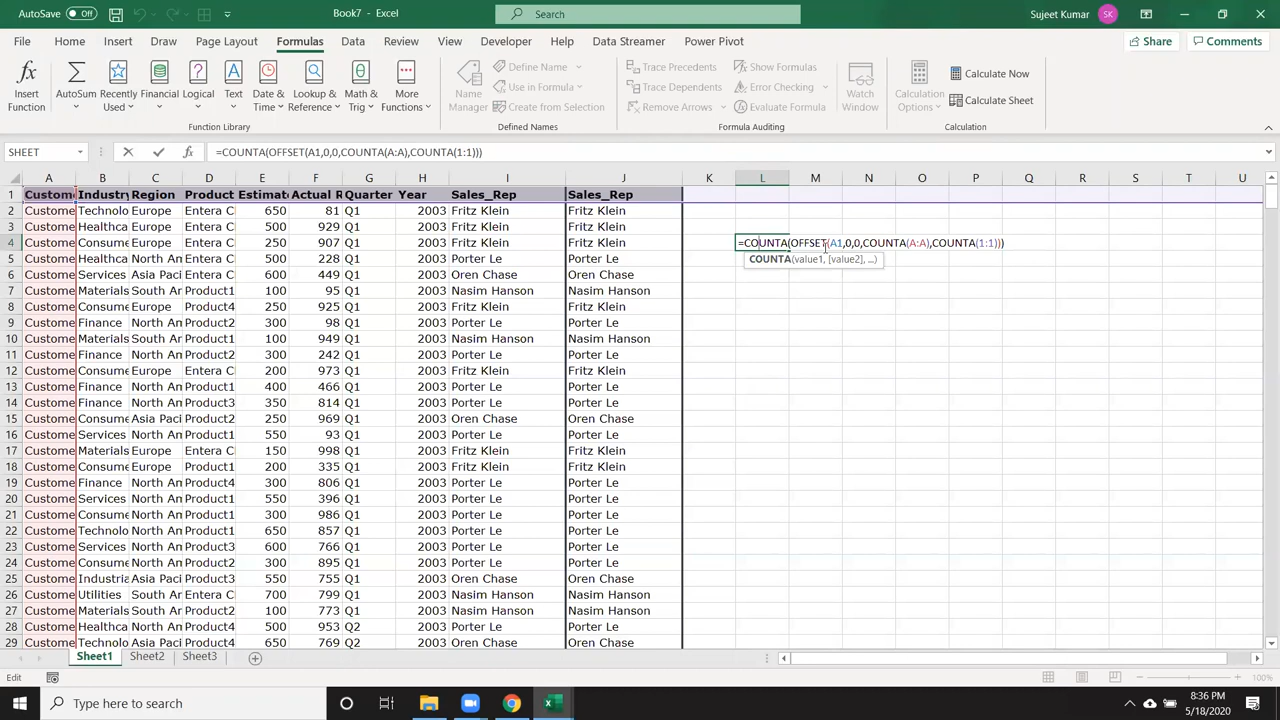 AutoSave Off Book7 - Excel Search Sujeet Kumar SK
File Home Insert Draw Page Layout Formulas Data Review View Developer Help Data Streamer Power Pivot Share Comments
Insert Function AutoSum Recently Used Financial Logical Text Date & Time Lookup & Reference Math & Trig More Functions Name Manager Define Name Use in Formula Create from Selection Trace Precedents Trace Dependents Remove Arrows Show Formulas Error Checking Evaluate Formula Watch Window Calculation Options Calculate Now Calculate Sheet
Function Library Defined Names Formula Auditing Calculation
SHEET fx =COUNTA(OFFSET(A1,0,0,COUNTA(A:A),COUNTA(1:1)))
A B C D E F G H I J K L M N O P Q R S T U
1 Custome Industry Region Product Estimat Actual R Quarter Year Sales_Rep Sales_Rep
2 Custome Technolo Europe Entera C 650 81 Q1 2003 Fritz Klein Fritz Klein
3 Custome Healthca Europe Entera C 500 929 Q1 2003 Fritz Klein Fritz Klein
4 Custome Consume Europe Entera C 250 907 Q1 2003 Fritz Klein Fritz Klein =COUNTA(OFFSET(A1,0,0,COUNTA(A:A),COUNTA(1:1)))
5 Custome Healthca South Ar Product1 600 658 Q1 2003 Oren Chase Oren Chase COUNTA(value1, [value2], ...)
6 Custome Services Asia Paci Entera C 600 449 Q1 2003 Oren Chase Oren Chase
7 Custome Materials South Ar Product1 100 95 Q1 2003 Nasim Hanson Nasim Hanson
8 Custome Consume Europe Product4 250 925 Q1 2003 Fritz Klein Fritz Klein
9 Custome Finance North An Product2 300 98 Q1 2003 Porter Le Porter Le
10 Custome Materials South Ar Product1 100 949 Q1 2003 Nasim Hanson Nasim Hanson
11 Custome Finance North An Product2 300 242 Q1 2003 Porter Le Porter Le
12 Custome Consume Europe Entera C 200 973 Q1 2003 Porter Le Porter Le
13 Custome Finance North An Product1 400 466 Q1 2003 Porter Le Porter Le
14 Custome Finance North An Product3 350 814 Q1 2003 Porter Le Porter Le
15 Custome Consume Asia Paci Product2 250 969 Q1 2003 Oren Chase Oren Chase
16 Custome Services North An Product1 550 93 Q1 2003 Porter Le Porter Le
17 Custome Materials Europe Entera C 150 998 Q1 2003 Fritz Klein Fritz Klein
18 Custome Consume Europe Product1 200 335 Q1 2003 Fritz Klein Fritz Klein
19 Custome Finance North An Product4 300 806 Q1 2003 Porter Le Porter Le
20 Custome Services North An Product2 550 396 Q1 2003 Porter Le Porter Le
21 Custome Consume North An Product1 300 986 Q1 2003 Porter Le Porter Le
22 Custome Technolo North An Product1 650 857 Q1 2003 Porter Le Porter Le
23 Custome Services North An Product3 600 766 Q1 2003 Porter Le Porter Le
24 Custome Consume North An Product2 300 895 Q1 2003 Porter Le Porter Le
25 Custome Industria Asia Paci Product3 550 755 Q1 2003 Oren Chase Oren Chase
26 Custome Utilities South Ar Entera C 700 799 Q1 2003 Nasim Hanson Nasim Hanson
27 Custome Materials South Ar Product2 100 773 Q1 2003 Nasim Hanson Nasim Hanson
28 Custome Healthca North An Product4 500 953 Q2 2003 Porter Le Porter Le
29 Custome Technolo Asia Paci Product4 650 769 Q1 2003 Oren Chase Oren Chase
Sheet1 Sheet2 Sheet3
Edit 100%
Type here to search 8:36 PM
5/18/2020